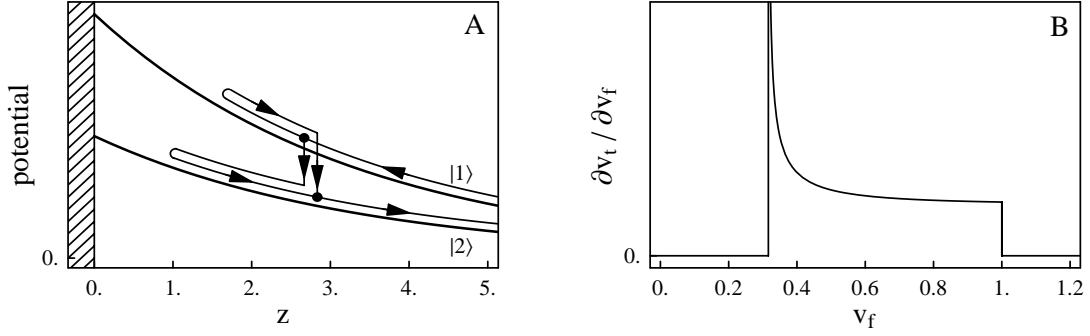 A
potential
|1⟩
|2⟩
0.
0. 1. 2. 3. 4. 5.
z
B
∂v_t / ∂v_f
0.
0. 0.2 0.4 0.6 0.8 1. 1.2
v_f